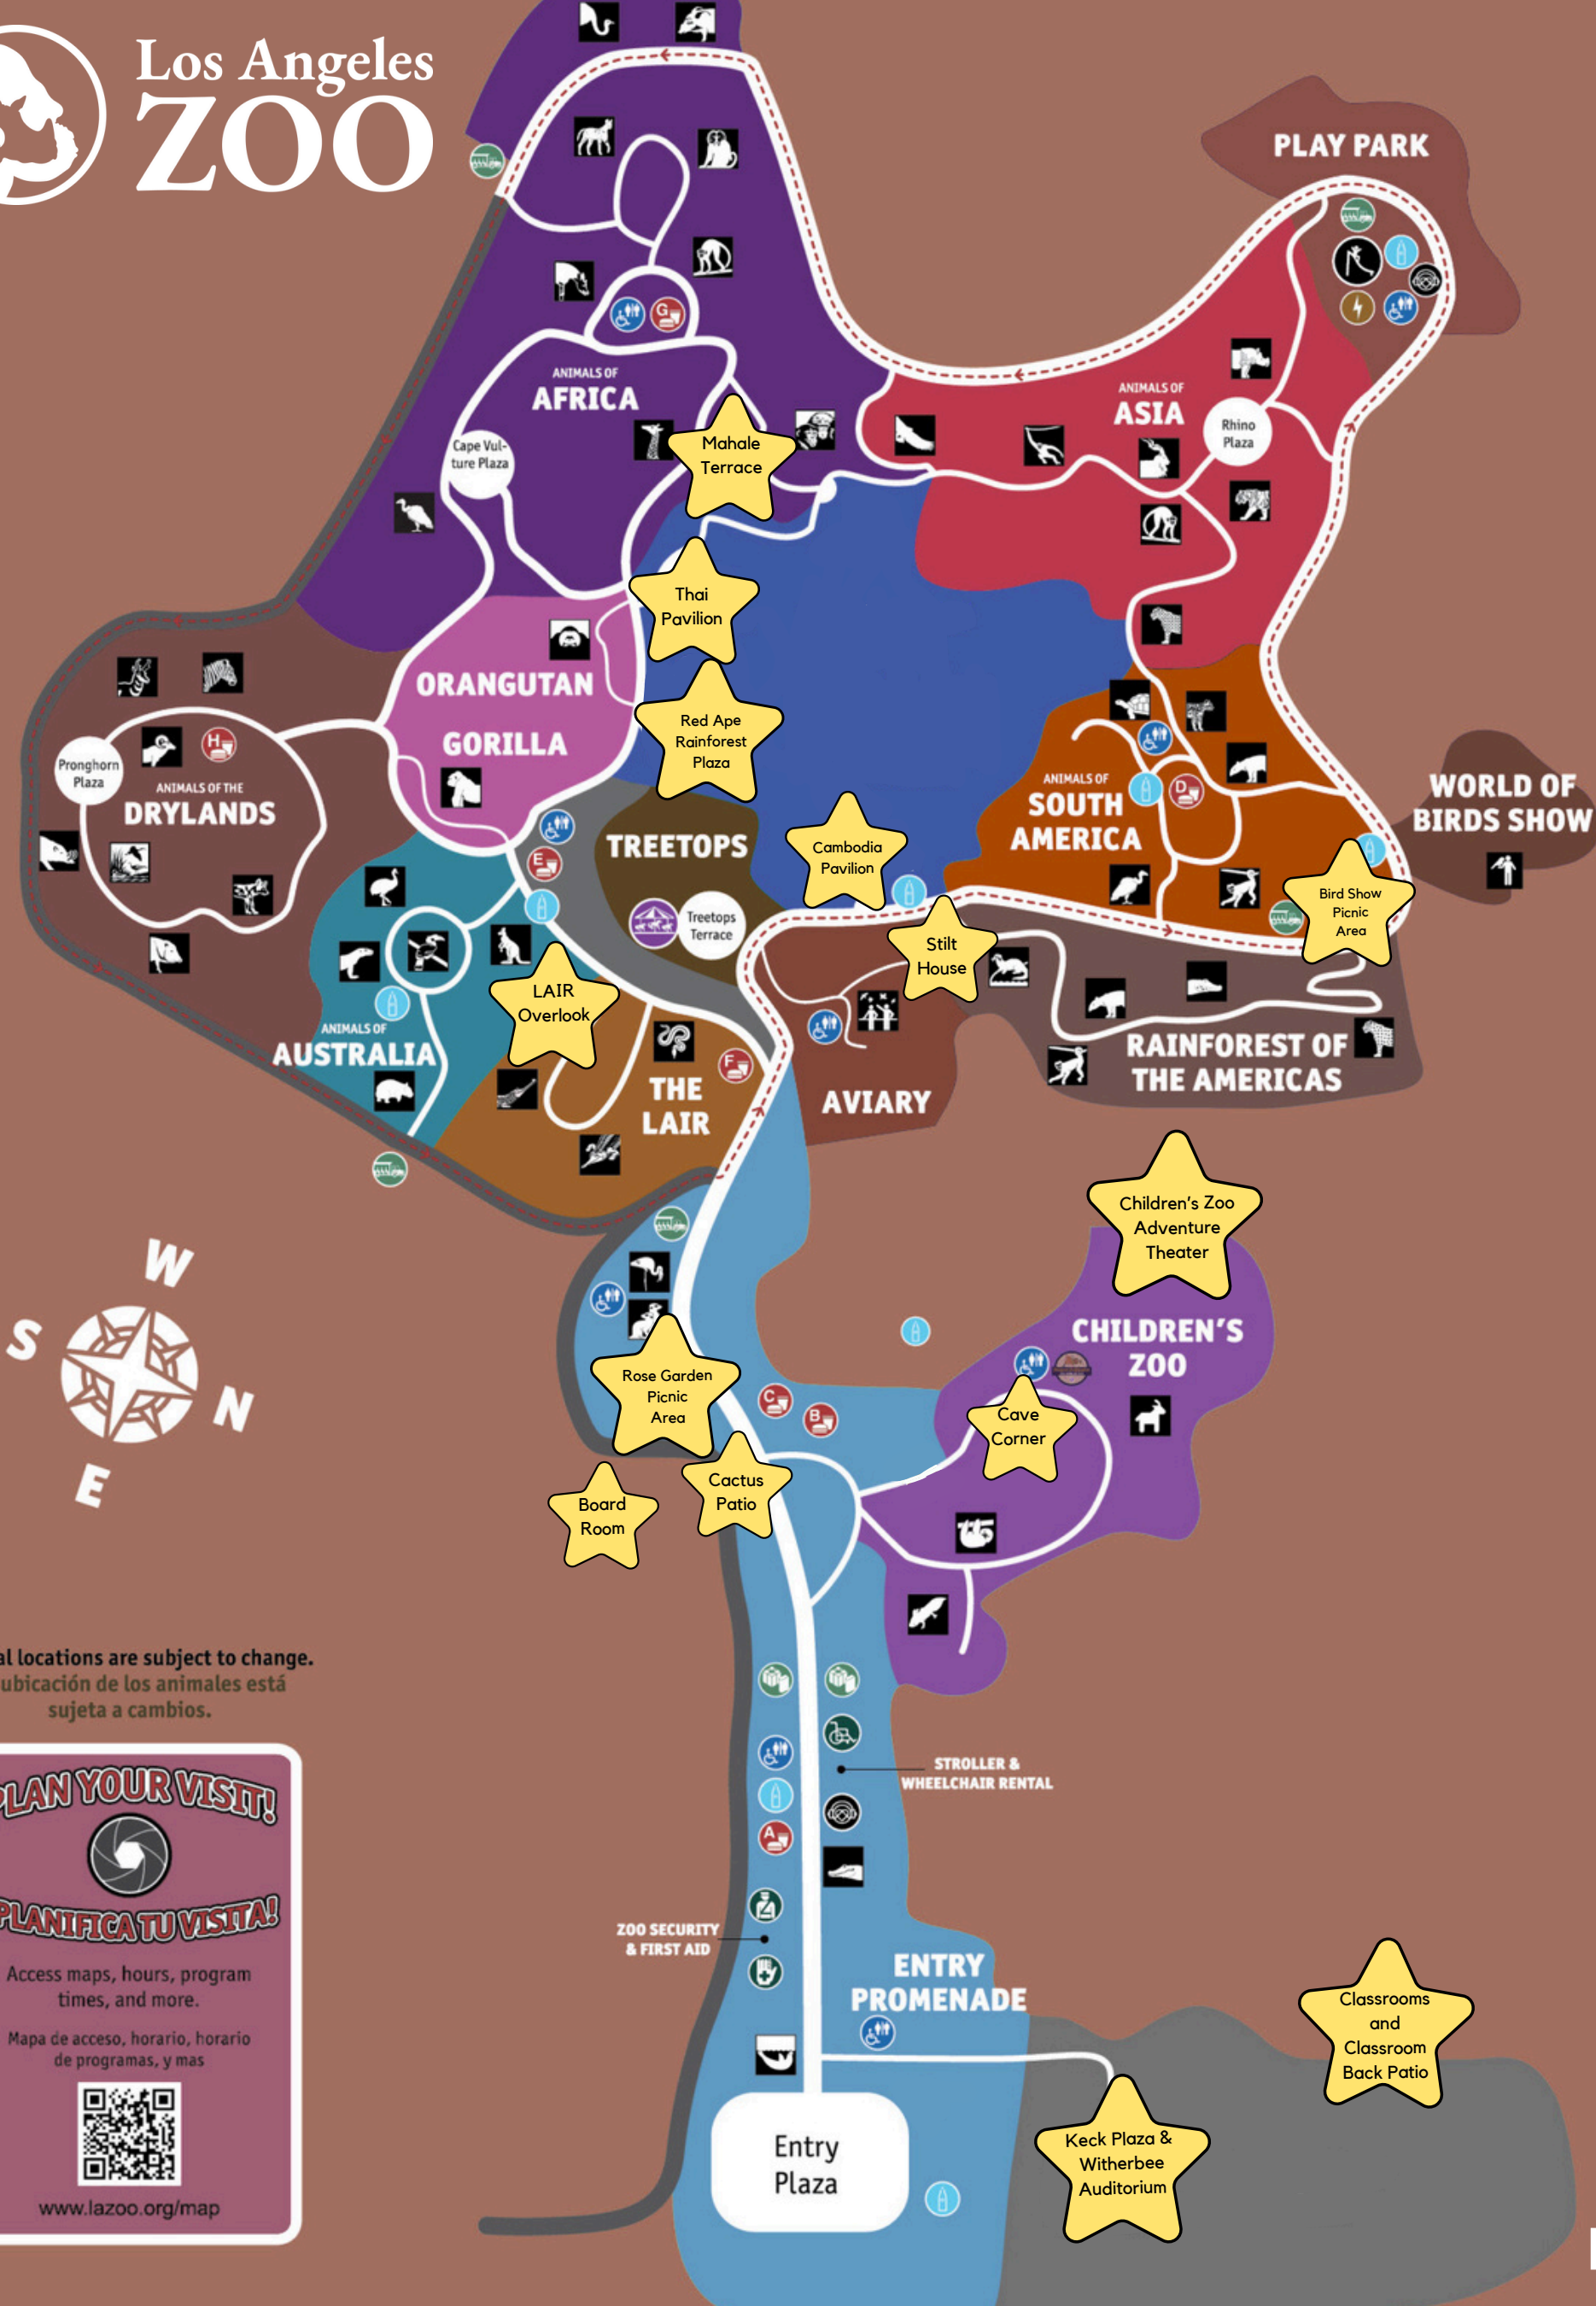 Los Angeles
ZOO
PLAY PARK
G
ANIMALS OF
AFRICA
ANIMALS OF
ASIA
Rhino
Plaza
Cape Vul-
ture Plaza
Mahale
Terrace
Thai
Pavilion
ORANGUTAN
GORILLA
Red Ape
Rainforest
Plaza
H
Pronghorn
Plaza
ANIMALS OF THE
DRYLANDS
ANIMALS OF
SOUTH
AMERICA
D
WORLD OF
BIRDS SHOW
E
TREETOPS
Treetops
Terrace
Cambodia
Pavilion
Bird Show
Picnic
Area
Stilt
House
LAIR
Overlook
ANIMALS OF
AUSTRALIA
THE
LAIR
F
AVIARY
RAINFOREST OF
THE AMERICAS
Children's Zoo
Adventure
Theater
CHILDREN'S
ZOO
W
S
N
E
Rose Garden
Picnic
Area
C
B
Cave
Corner
Cactus
Patio
Board
Room
al locations are subject to change.
ubicación de los animales está
sujeta a cambios.
STROLLER &
WHEELCHAIR RENTAL
A
ZOO SECURITY
& FIRST AID
ENTRY
PROMENADE
Classrooms
and
Classroom
Back Patio
Keck Plaza &
Witherbee
Auditorium
Entry
Plaza
PLAN YOUR VISIT!
PLANIFICA TU VISITA!
Access maps, hours, program
times, and more.
Mapa de acceso, horario, horario
de programas, y mas
www.lazoo.org/map